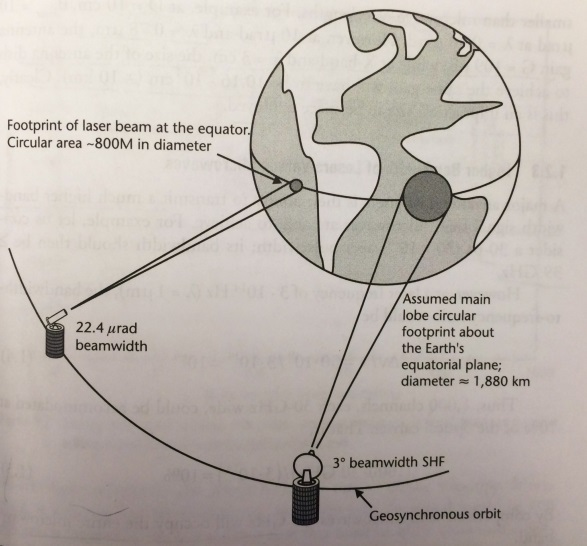 Footprint of laser beam at the equator.
Circular area ~800M in diameter
22.4 μrad
beamwidth
Assumed main
lobe circular
footprint about
the Earth's
equatorial plane;
diameter ≈ 1,880 km
3° beamwidth SHF
Geosynchronous orbit